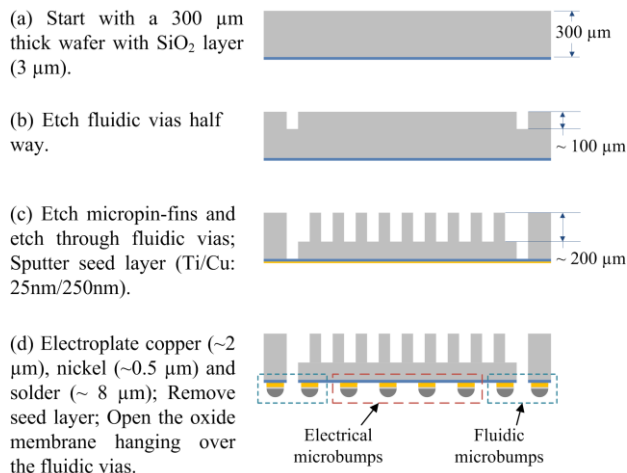 (a) Start with a 300 µm
thick wafer with SiO₂ layer
(3 µm).
300 µm
(b) Etch fluidic vias half
way.
~ 100 µm
(c) Etch micropin-fins and
etch through fluidic vias;
Sputter seed layer (Ti/Cu:
25nm/250nm).
~ 200 µm
(d) Electroplate copper (~2
µm), nickel (~0.5 µm) and
solder (~ 8 µm); Remove
seed layer; Open the oxide
membrane hanging over
the fluidic vias.
Electrical
microbumps
Fluidic
microbumps